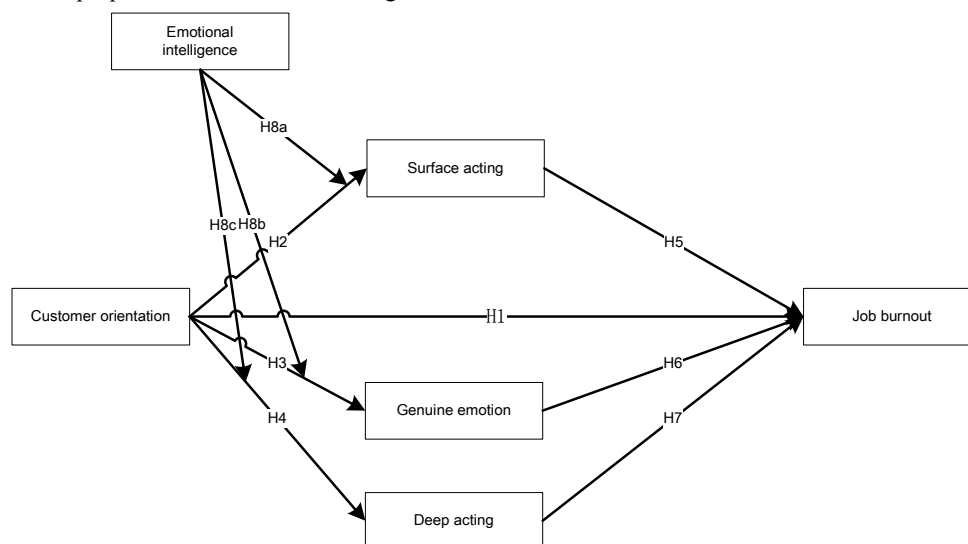 Emotional
intelligence
H8a
Surface acting
H8c
H8b
H2
H5
Customer orientation
H1
Job burnout
H3
H6
Genuine emotion
H4
H7
Deep acting